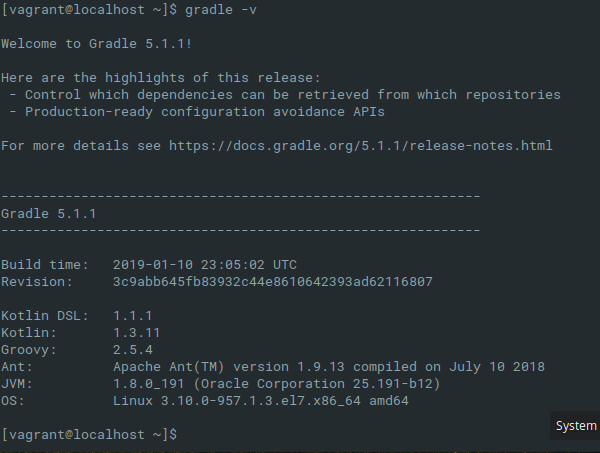 [vagrant@localhost ~]$ gradle -v
Welcome to Gradle 5.1.1!
Here are the highlights of this release:
 - Control which dependencies can be retrieved from which repositories
 - Production-ready configuration avoidance APIs
For more details see https://docs.gradle.org/5.1.1/release-notes.html
------------------------------------------------------------
Gradle 5.1.1
------------------------------------------------------------
Build time:   2019-01-10 23:05:02 UTC
Revision:     3c9abb645fb83932c44e8610642393ad62116807
Kotlin DSL:   1.1.1
Kotlin:       1.3.11
Groovy:       2.5.4
Ant:          Apache Ant(TM) version 1.9.13 compiled on July 10 2018
JVM:          1.8.0_191 (Oracle Corporation 25.191-b12)
OS:           Linux 3.10.0-957.1.3.el7.x86_64 amd64
[vagrant@localhost ~]$
System